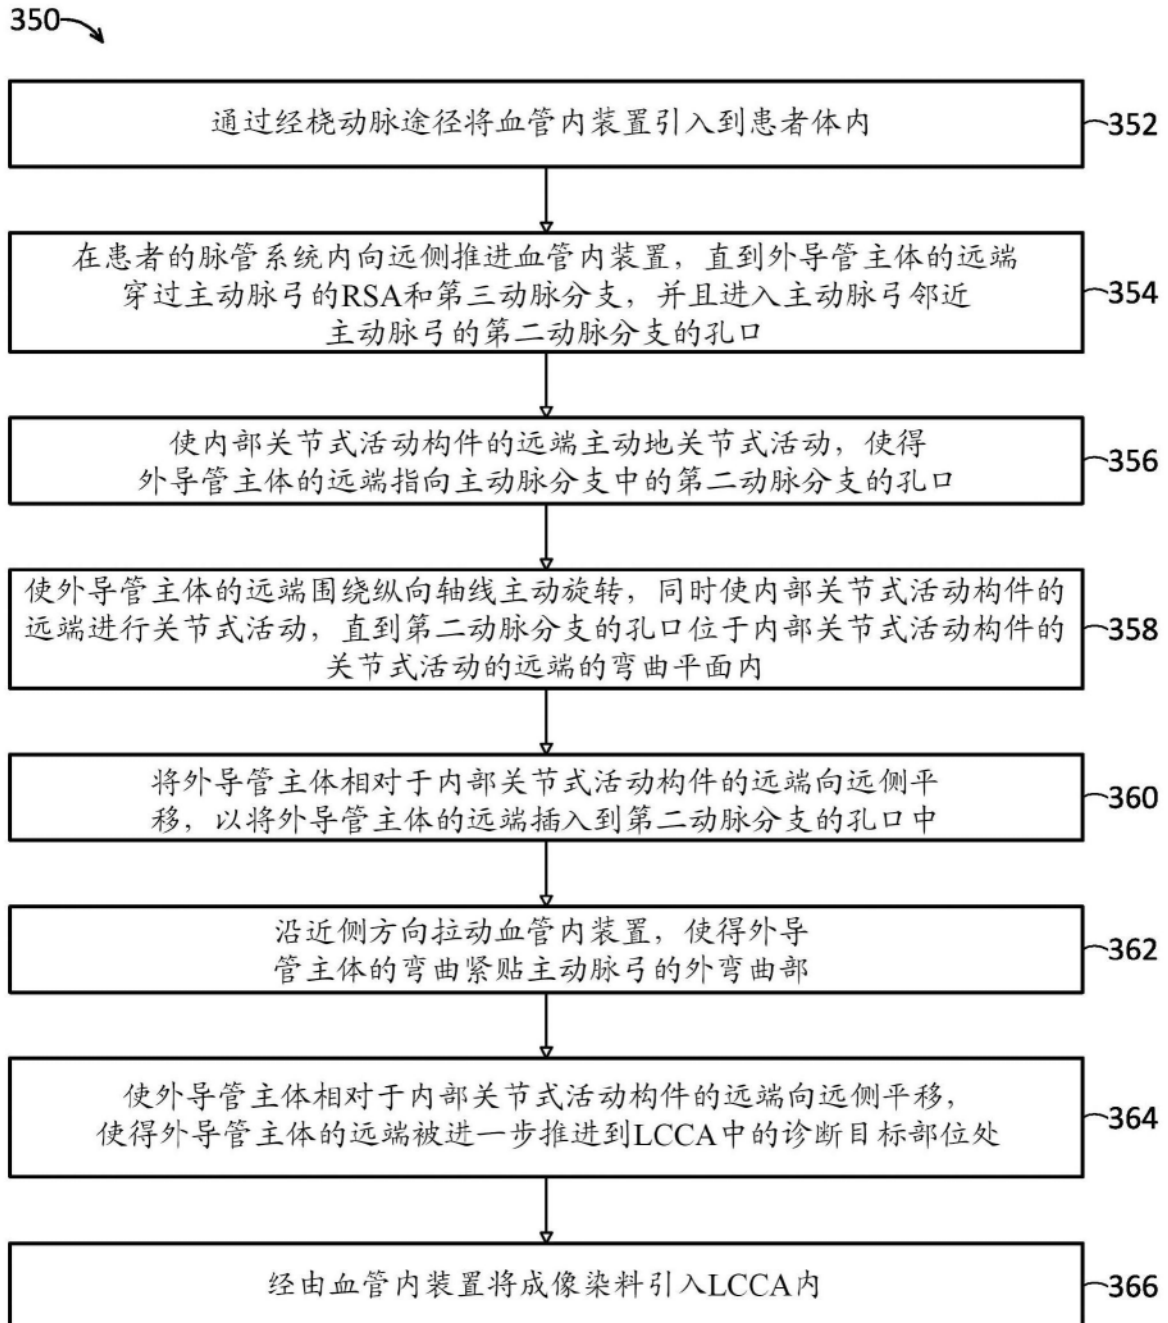 350
通过经桡动脉途径将血管内装置引入到患者体内
352
在患者的脉管系统内向远侧推进血管内装置，直到外导管主体的远端
穿过主动脉弓的RSA和第三动脉分支，并且进入主动脉弓邻近
主动脉弓的第二动脉分支的孔口
354
使内部关节式活动构件的远端主动地关节式活动，使得
外导管主体的远端指向主动脉分支中的第二动脉分支的孔口
356
使外导管主体的远端围绕纵向轴线主动旋转，同时使内部关节式活动构件的
远端进行关节式活动，直到第二动脉分支的孔口位于内部关节式活动构件的
关节式活动的远端的弯曲平面内
358
将外导管主体相对于内部关节式活动构件的远端向远侧平
移，以将外导管主体的远端插入到第二动脉分支的孔口中
360
沿近侧方向拉动血管内装置，使得外导
管主体的弯曲紧贴主动脉弓的外弯曲部
362
使外导管主体相对于内部关节式活动构件的远端向远侧平移，
使得外导管主体的远端被进一步推进到LCCA中的诊断目标部位处
364
经由血管内装置将成像染料引入LCCA内
366